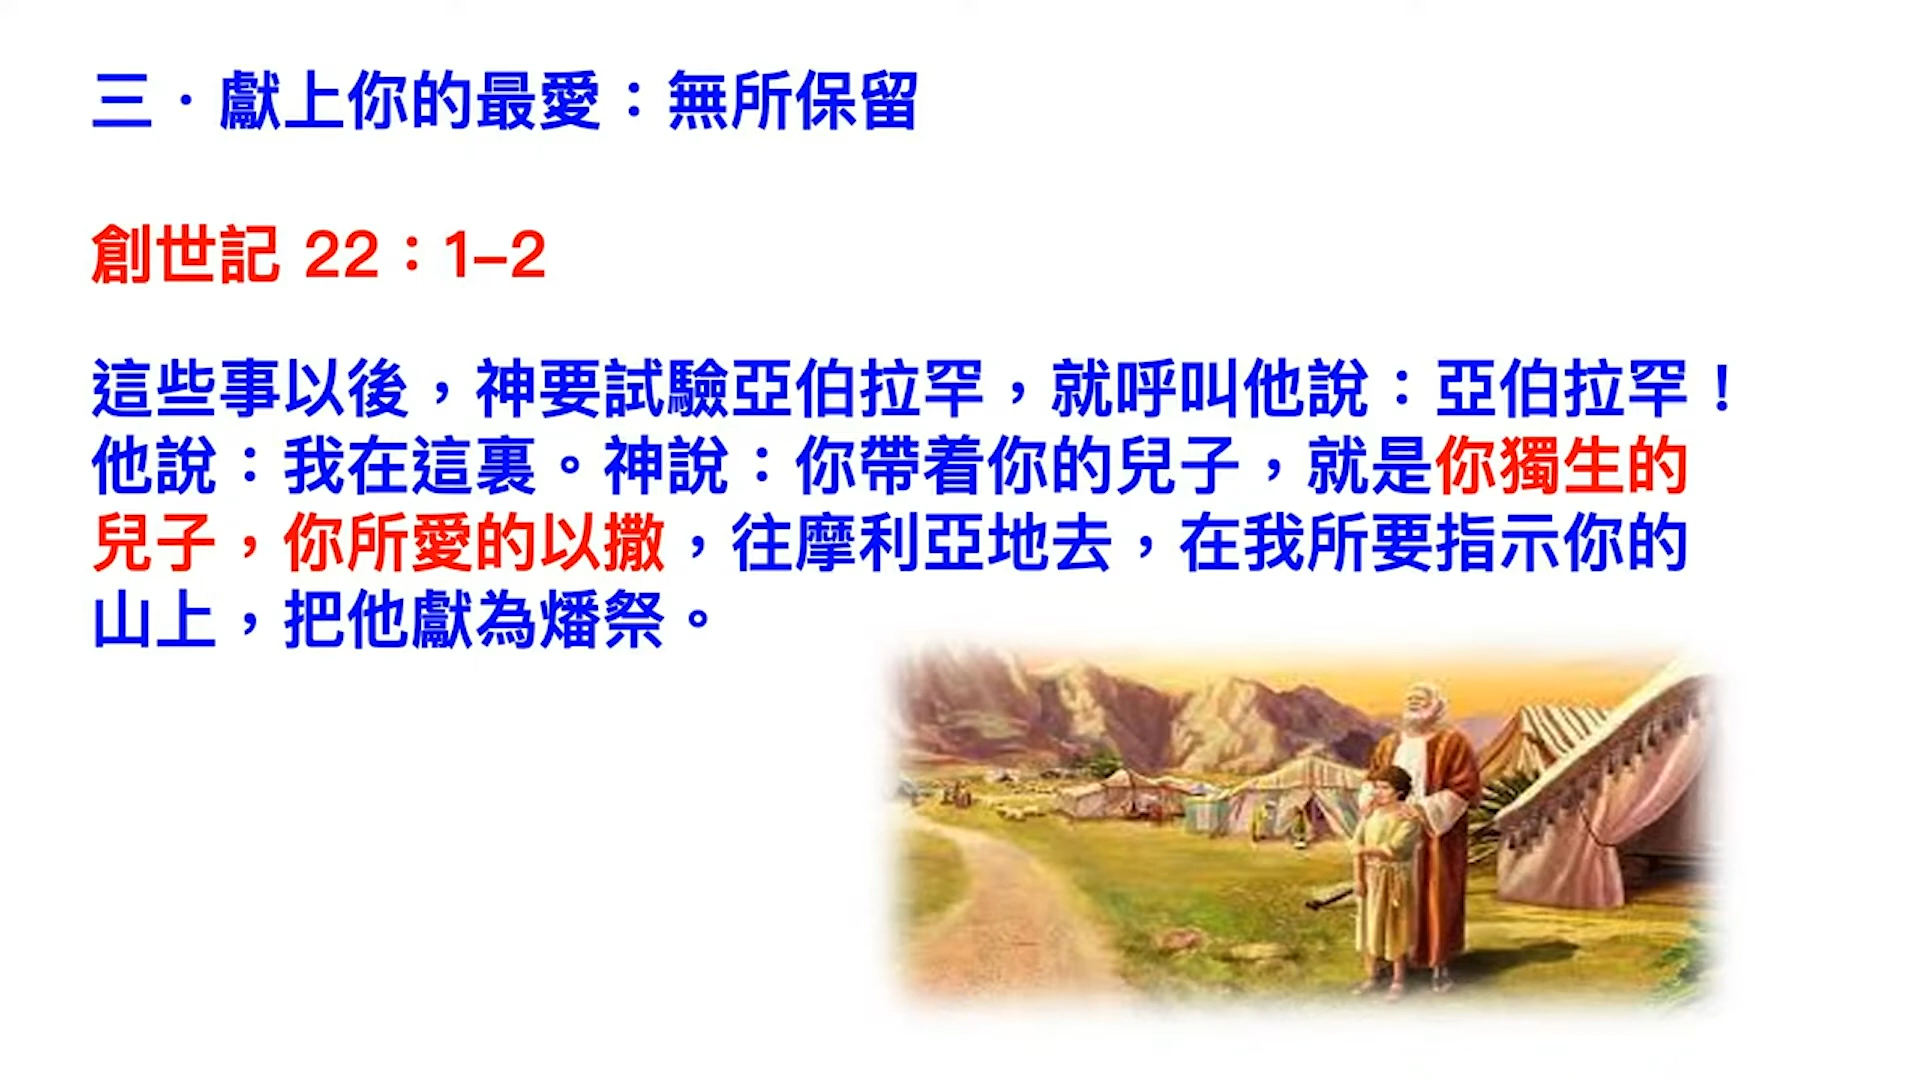 三．獻上你的最愛：無所保留
創世記 22：1–2
這些事以後，神要試驗亞伯拉罕，就呼叫他說：亞伯拉罕！
他說：我在這裏。神說：你帶着你的兒子，就是你獨生的
兒子，你所愛的以撒，往摩利亞地去，在我所要指示你的
山上，把他獻為燔祭。